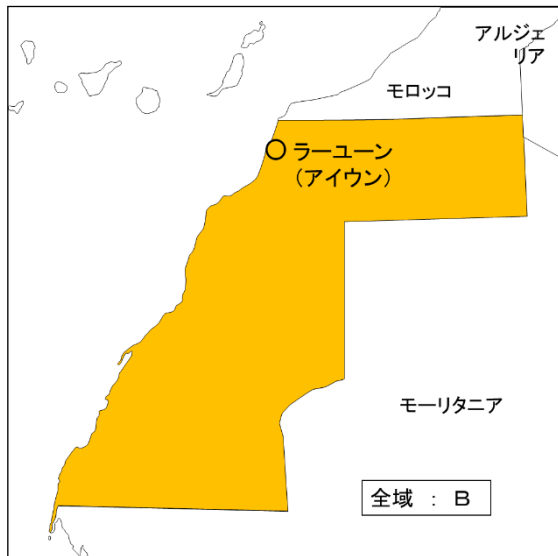 アルジェ
リア
モロッコ
ラーユーン
（アイウン）
モーリタニア
全域 ： B